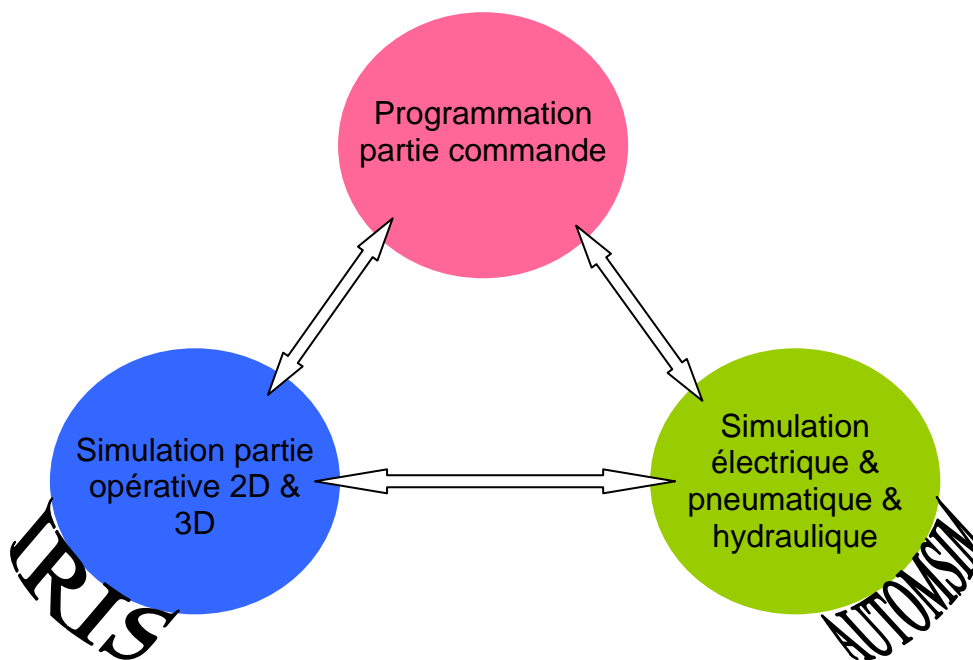 Programmation
partie commande
Simulation partie
opérative 2D &
3D
IRIS
Simulation
électrique &
pneumatique &
hydraulique
AUTOMSIM